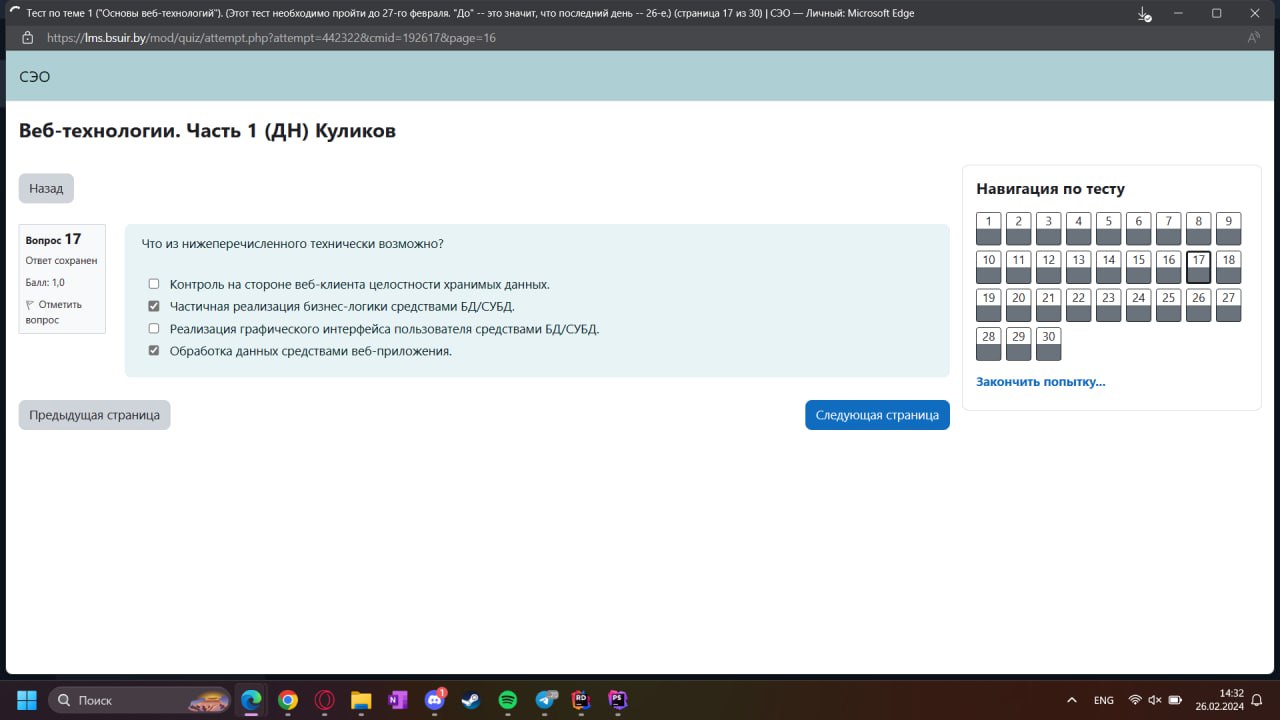 Тест по теме 1 ("Основы веб-технологий"). (Этот тест необходимо пройти до 27-го февраля. "До" -- это значит, что последний день -- 26-е.) (страница 17 из 30) | СЭО — Личный: Microsoft Edge
https://lms.bsuir.by/mod/quiz/attempt.php?attempt=442322&cmid=192617&page=16
СЭО
Веб-технологии. Часть 1 (ДН) Куликов
Назад
Вопрос 17
Ответ сохранен
Балл: 1,0
Отметить
вопрос
Что из нижеперечисленного технически возможно?
Контроль на стороне веб-клиента целостности хранимых данных.
Частичная реализация бизнес-логики средствами БД/СУБД.
Реализация графического интерфейса пользователя средствами БД/СУБД.
Обработка данных средствами веб-приложения.
Предыдущая страница
Следующая страница
Навигация по тесту
1 2 3 4 5 6 7 8 9
10 11 12 13 14 15 16 17 18
19 20 21 22 23 24 25 26 27
28 29 30
Закончить попытку...
Поиск
1
RD
PS
ENG
14:32
26.02.2024